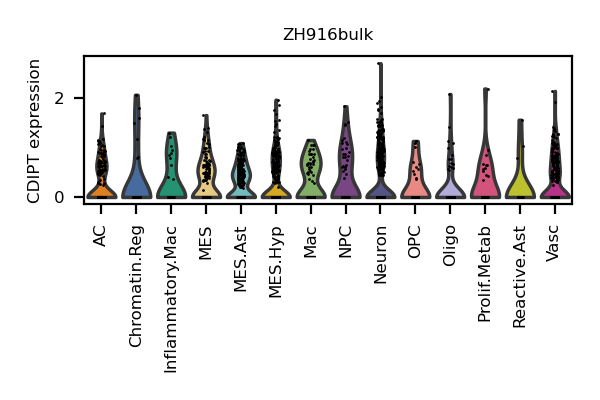 ZH916bulk
CDIPT expression
2
0
AC
Chromatin.Reg
Inflammatory.Mac
MES
MES.Ast
MES.Hyp
Mac
NPC
Neuron
OPC
Oligo
Prolif.Metab
Reactive.Ast
Vasc